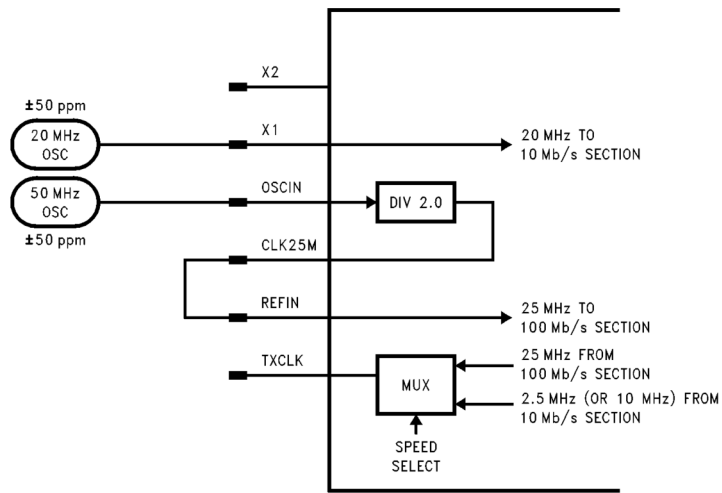 X2
±50 ppm
20 MHz
OSC
X1
20 MHz TO
10 Mb/s SECTION
50 MHz
OSC
±50 ppm
OSCIN
DIV 2.0
CLK25M
REFIN
25 MHz TO
100 Mb/s SECTION
TXCLK
MUX
25 MHz FROM
100 Mb/s SECTION
2.5 MHz (OR 10 MHz) FROM
10 Mb/s SECTION
SPEED
SELECT